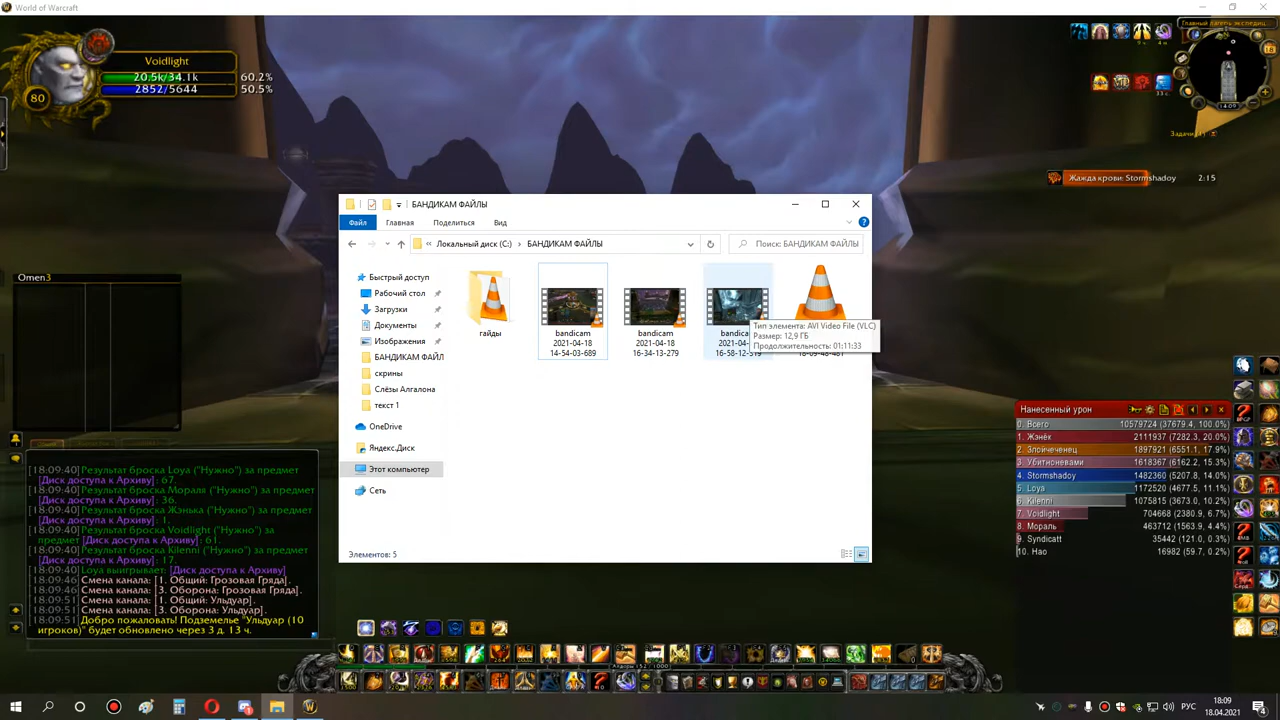 World of Warcraft
Voidlight
20.5k/34.1k 60.2%
2852/5644 50.5%
80
14:09
Жажда крови: Stormshadoy 2:15
БАНДИКАМ ФАЙЛЫ
Файл Главная Поделиться Вид
« Локальный диск (C:) › БАНДИКАМ ФАЙЛЫ
Поиск: БАНДИКАМ ФАЙЛЫ
Быстрый доступ
Рабочий стол
Загрузки
Документы
Изображения
БАНДИКАМ ФАЙЛ
скрины
Слёзы Алгалона
текст 1
OneDrive
Яндекс.Диск
Этот компьютер
Сеть
гайды
bandicam
2021-04-18
14-54-03-689
bandicam
2021-04-18
16-34-13-279
Тип элемента: AVI Video File (VLC)
Размер: 12,9 ГБ
Продолжительность: 01:11:33
Элементов: 5
Omen3
[18:09:40]Результат броска Loya ("Нужно") за предмет
[Диск доступа к Архиву]: 67.
[18:09:40]Результат броска Мораля ("Нужно") за предмет
[Диск доступа к Архиву]: 36.
[18:09:40]Результат броска Жэнька ("Нужно") за предмет
[Диск доступа к Архиву]: 1.
[18:09:40]Результат броска Voidlight ("Нужно") за
предмет [Диск доступа к Архиву]: 61.
[18:09:40]Результат броска Kilenni ("Нужно") за предмет
[Диск доступа к Архиву]: 17.
Loya выигрывает: [Диск доступа к Архиву]
[18:09:46]Смена канала: [1. Общий: Грозовая Гряда].
[18:09:46]Смена канала: [3. Оборона: Грозовая Гряда].
[18:09:51]Смена канала: [1. Общий: Ульдуар].
[18:09:51]Смена канала: [3. Оборона: Ульдуар].
[18:09:51]Добро пожаловать! Подземелье "Ульдуар (10
игроков)" будет обновлено через 3 д. 13 ч.
Нанесенный урон
0. Всего 10579724 (37679.4, 100.0%)
1. Жэнёк 2111937 (7282.3, 20.0%)
2. Злойчеченец 1897921 (6551.1, 17.9%)
3. Убитноневами 1618367 (6162.2, 15.3%)
4. Stormshadoy 1482360 (5207.8, 14.0%)
5. Loya 1172520 (4677.5, 11.1%)
6. Kilenni 1075815 (3673.0, 10.2%)
7. Voidlight 704668 (2380.9, 6.7%)
8. Мораль 463712 (1563.9, 4.4%)
9. Syndicatt 35442 (121.0, 0.3%)
10. Нао 16982 (59.7, 0.2%)
РУС
18:09
18.04.2021